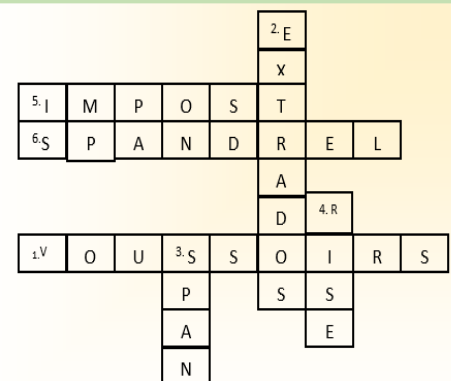 2. E
X
5. I M P O S T
6. S P A N D R E L
A
D 4. R
1. V O U 3. S S O I R S
P S S
A E
N